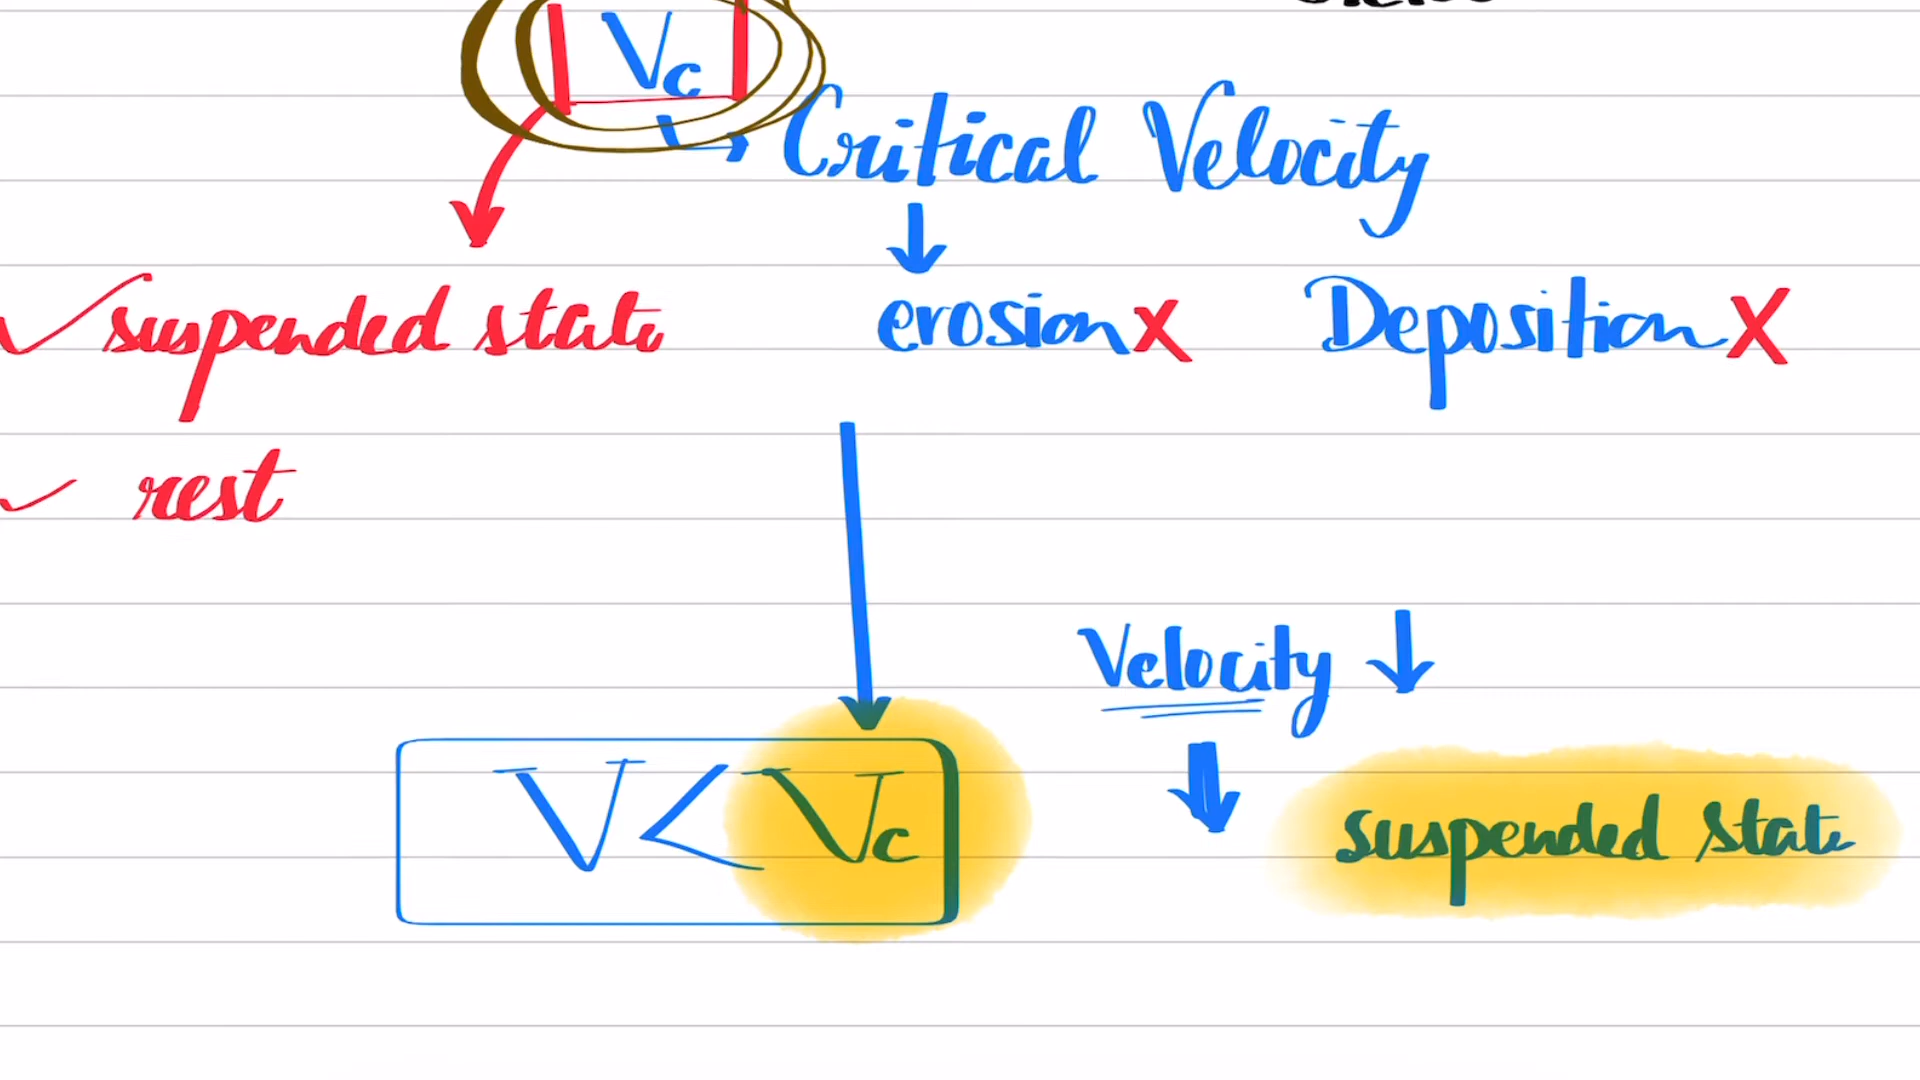 Vc
Critical Velocity
✓ suspended state erosion X Deposition X
✓ rest
Velocity ↓
V < Vc
suspended state